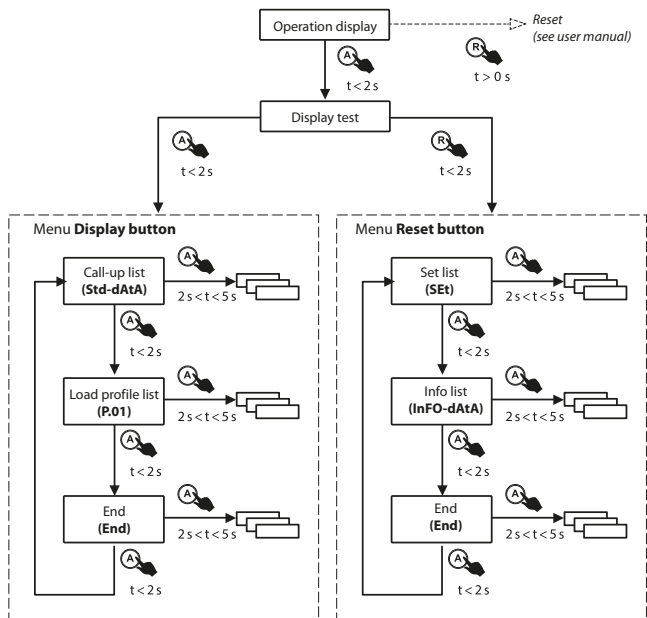 Operation display
Reset
(see user manual)
A
t < 2 s
R
t > 0 s
Display test
A
t < 2 s
R
t < 2 s
Menu Display button
Call-up list
(Std-dAtA)
A
2 s < t < 5 s
A
t < 2 s
Load profile list
(P.01)
A
2 s < t < 5 s
A
t < 2 s
End
(End)
A
2 s < t < 5 s
A
t < 2 s
Menu Reset button
Set list
(SEt)
A
2 s < t < 5 s
A
t < 2 s
Info list
(InFO-dAtA)
A
2 s < t < 5 s
A
t < 2 s
End
(End)
A
2 s < t < 5 s
A
t < 2 s